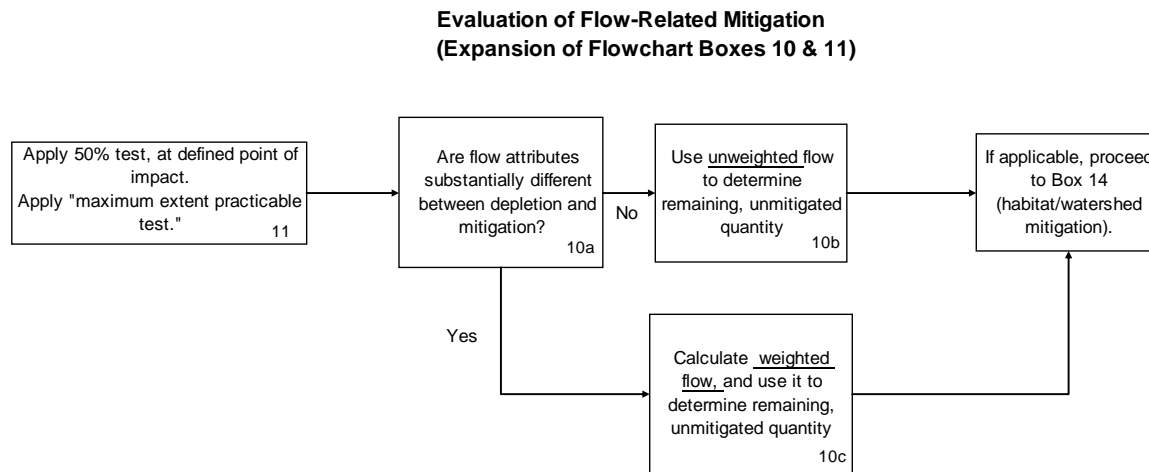 Evaluation of Flow-Related Mitigation
(Expansion of Flowchart Boxes 10 & 11)
Apply 50% test, at defined point of
impact.
Apply "maximum extent practicable
test."
11
Are flow attributes
substantially different
between depletion and
mitigation?
10a
No
Use unweighted flow
to determine
remaining, unmitigated
quantity
10b
If applicable, proceed
to Box 14
(habitat/watershed
mitigation).
Yes
Calculate weighted
flow, and use it to
determine remaining,
unmitigated quantity
10c